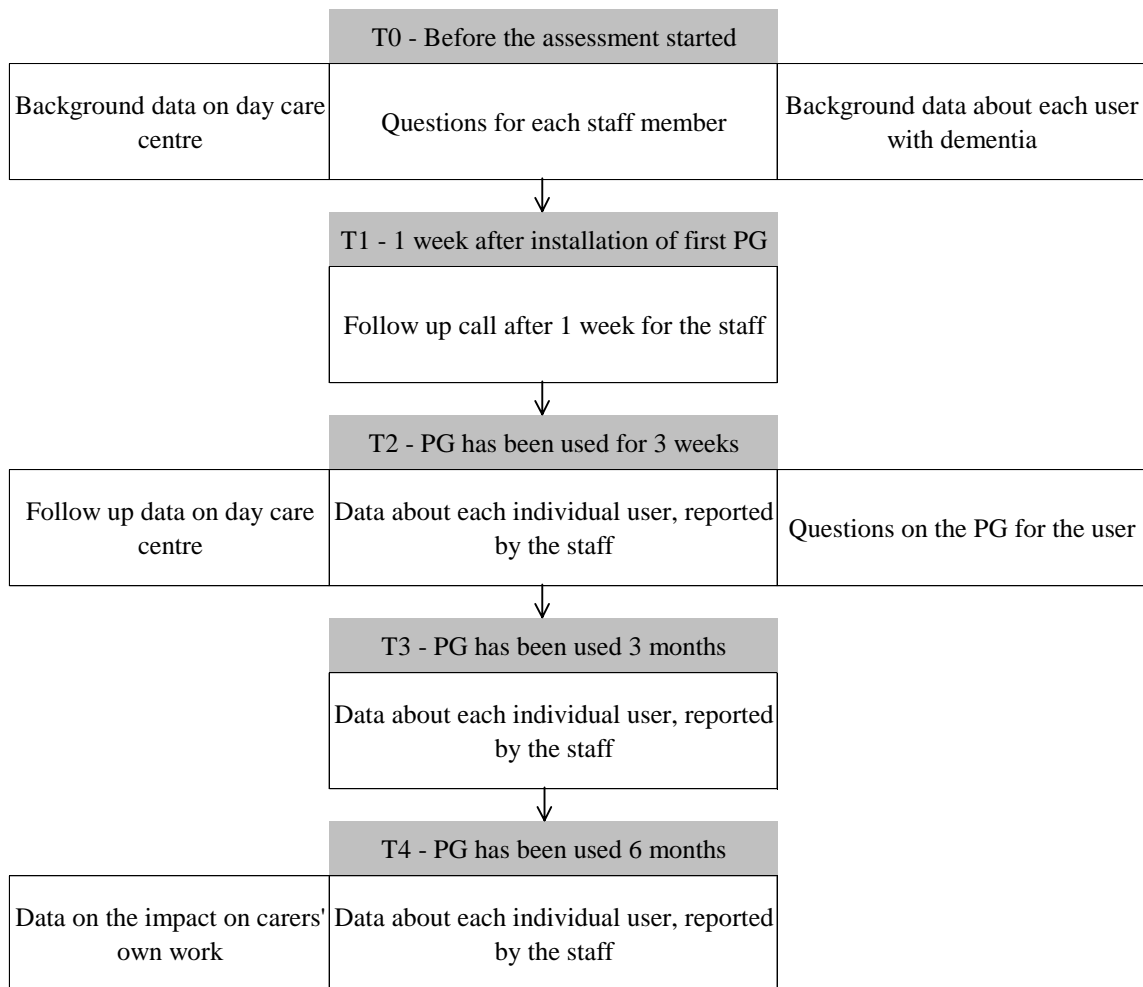 T0 - Before the assessment started
Background data on day care
centre
Questions for each staff member
Background data about each user
with dementia
T1 - 1 week after installation of first PG
Follow up call after 1 week for the staff
T2 - PG has been used for 3 weeks
Follow up data on day care
centre
Data about each individual user, reported
by the staff
Questions on the PG for the user
T3 - PG has been used 3 months
Data about each individual user, reported
by the staff
T4 - PG has been used 6 months
Data on the impact on carers'
own work
Data about each individual user, reported
by the staff